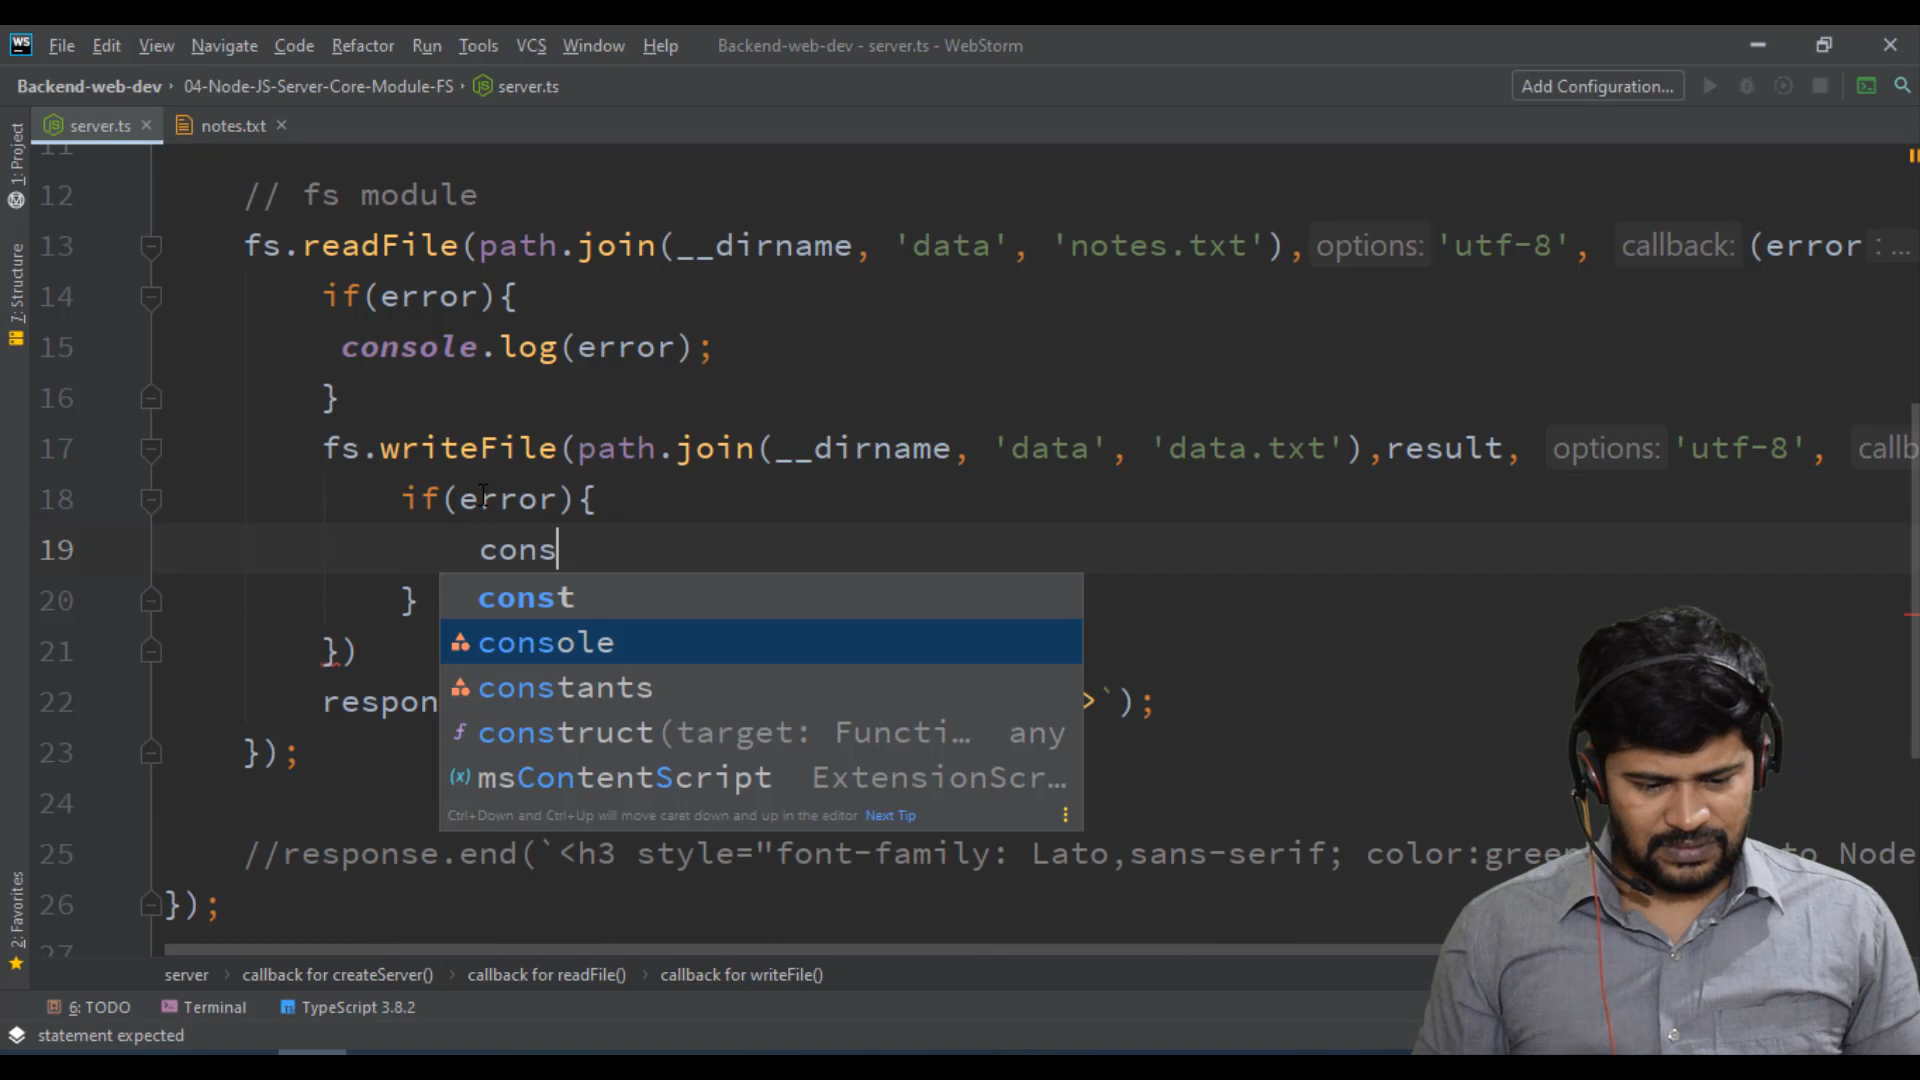 WS File Edit View Navigate Code Refactor Run Tools VCS Window Help Backend-web-dev - server.ts - WebStorm
Backend-web-dev › 04-Node-JS-Server-Core-Module-FS › server.ts Add Configuration...
server.ts notes.txt
1: Project
7: Structure
2: Favorites
11
12 // fs module
13 fs.readFile(path.join(__dirname, 'data', 'notes.txt'), options: 'utf-8', callback: (error : ...
14 if(error){
15 console.log(error);
16 }
17 fs.writeFile(path.join(__dirname, 'data', 'data.txt'),result, options: 'utf-8', callb
18 if(error){
19 cons
20 }
21 })
22 respon >`);
23 });
24
25 //response.end(`<h3 style="font-family: Lato,sans-serif; color:gree to Node
26 });
27
const
console
constants
construct(target: Functi... any
msContentScript ExtensionScr...
Ctrl+Down and Ctrl+Up will move caret down and up in the editor Next Tip
server › callback for createServer() › callback for readFile() › callback for writeFile()
6: TODO Terminal TypeScript 3.8.2
statement expected